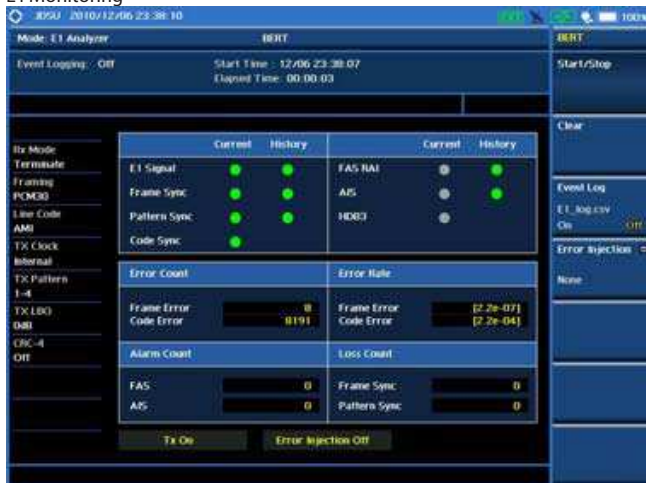 E1 Monitoring
JDSU 2010/12/06 23:38:10
100%
Mode: E1 Analyzer
BERT
BERT
Event Logging: Off
Start Time : 12/06 23:38:07
Elapsed Time: 00:00:03
Start/Stop
Clear
Event Log
E1_log.csv
On Off
Error Injection
None
Rx Mode
Terminate
Framing
PCM30
Line Code
AMI
TX Clock
Internal
TX Pattern
1-4
TX LBO
0dB
CRC-4
Off
Current History
Current History
E1 Signal
FAS RAI
Frame Sync
AIS
Pattern Sync
HDB3
Code Sync
Error Count
Error Rate
Frame Error 8
Frame Error [2.2e-07]
Code Error 8191
Code Error [2.2e-04]
Alarm Count
Loss Count
FAS 0
Frame Sync 0
AIS 0
Pattern Sync 0
Tx On
Error Injection Off